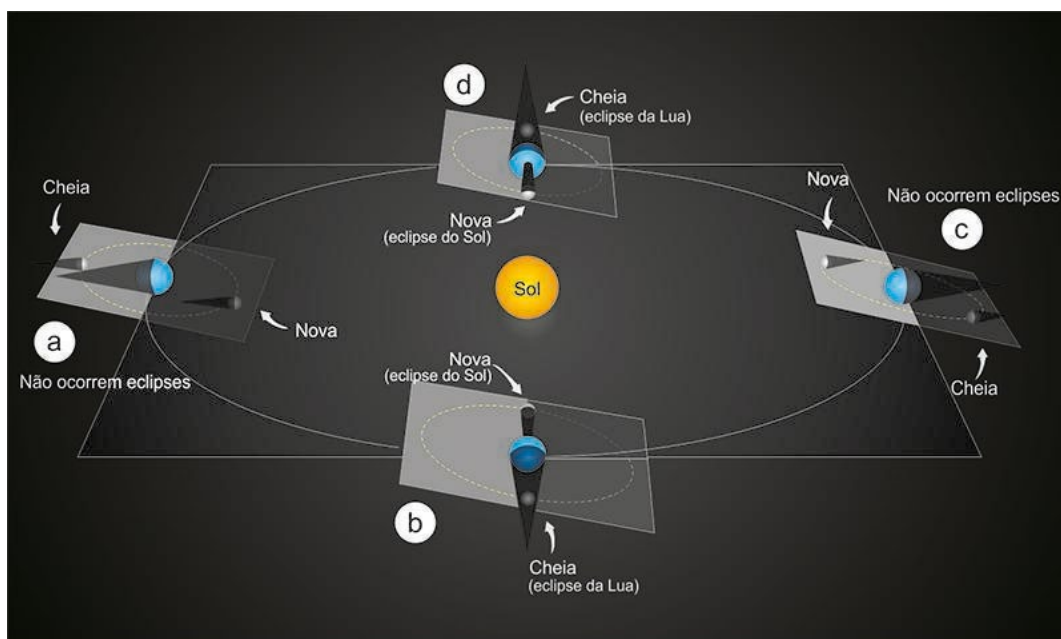 d
Cheia
(eclipse da Lua)
Cheia
Nova
Não ocorrem eclipses
c
Nova
(eclipse do Sol)
Sol
Nova
a
Não ocorrem eclipses
Nova
(eclipse do Sol)
Cheia
b
Cheia
(eclipse da Lua)